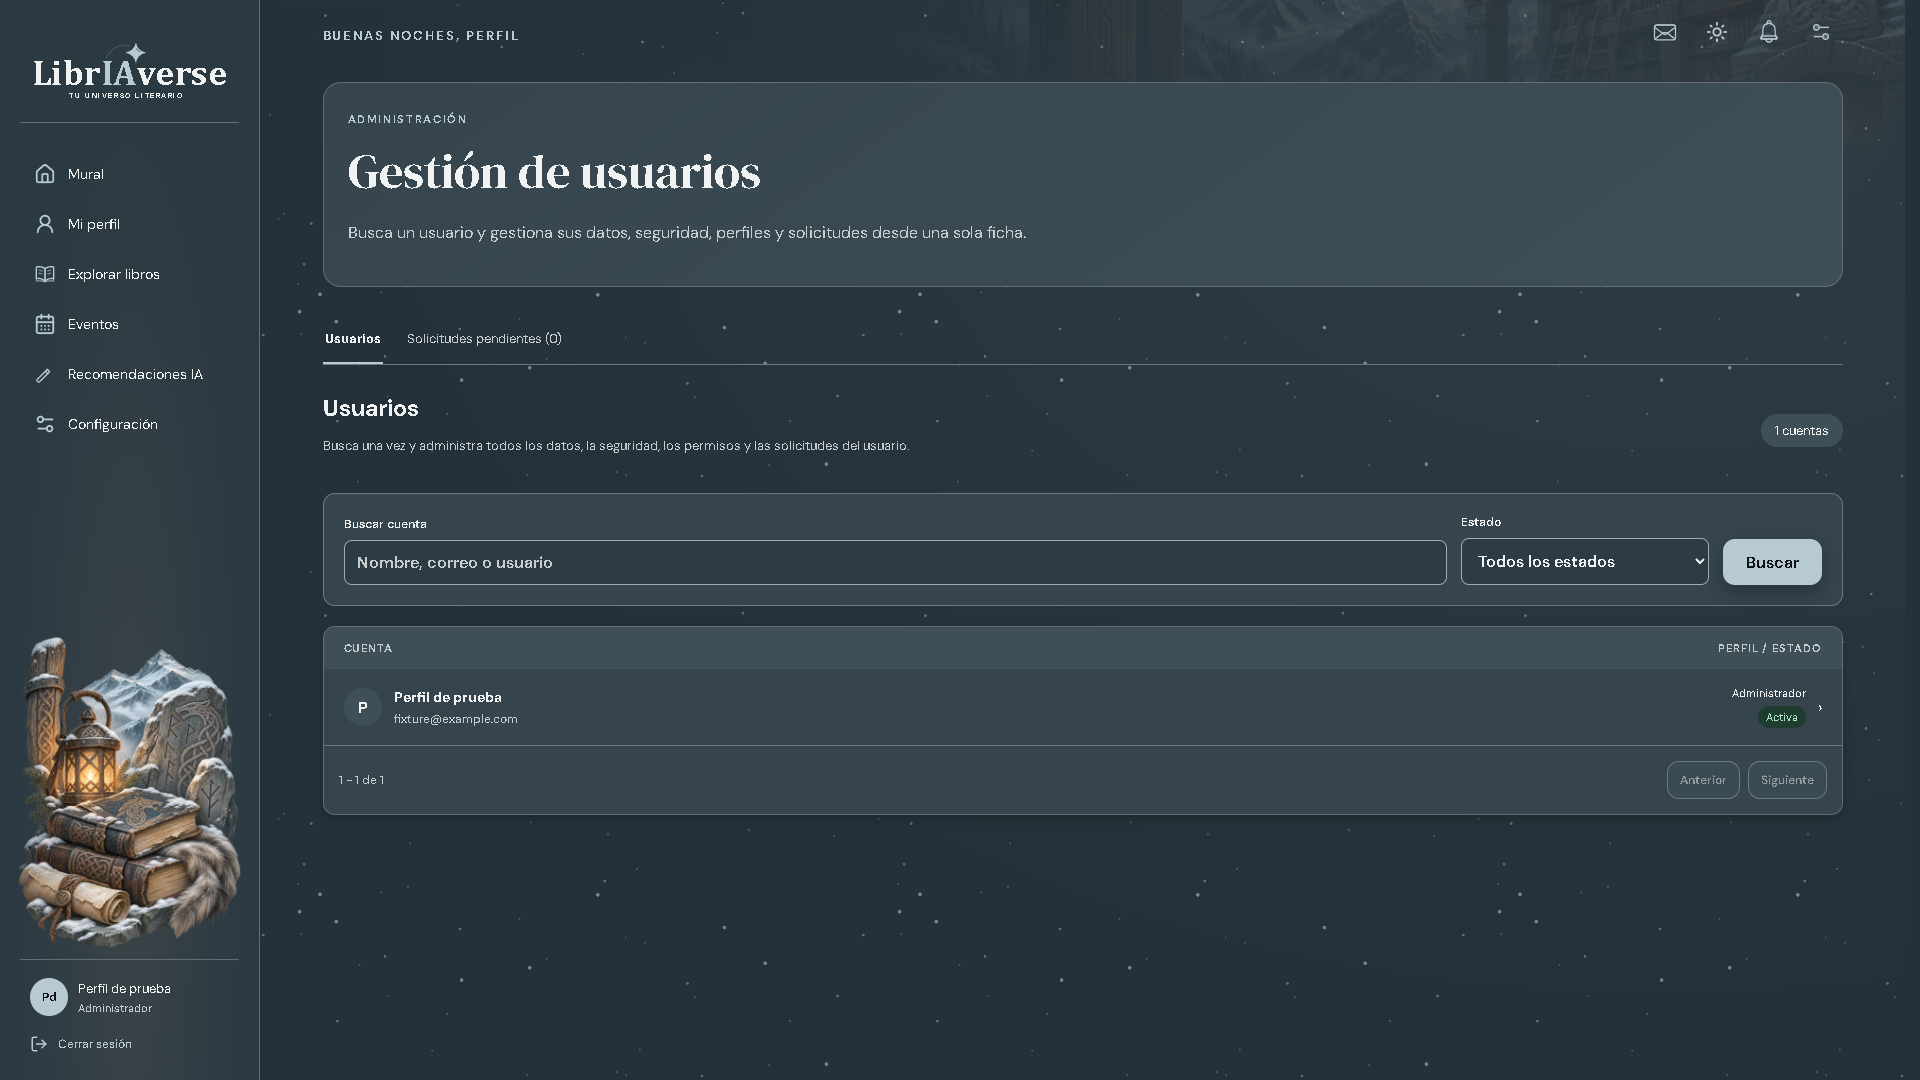 LibrIAverse
TU UNIVERSO LITERARIO
Mural
Mi perfil
Explorar libros
Eventos
Recomendaciones IA
Configuración
Perfil de prueba
Pd
Administrador
Cerrar sesión
BUENAS NOCHES, PERFIL
ADMINISTRACIÓN
Gestión de usuarios
Busca un usuario y gestiona sus datos, seguridad, perfiles y solicitudes desde una sola ficha.
Usuarios
Solicitudes pendientes (0)
Usuarios
Busca una vez y administra todos los datos, la seguridad, los permisos y las solicitudes del usuario.
1 cuentas
Buscar cuenta
Nombre, correo o usuario
Estado
Todos los estados
Buscar
CUENTA
PERFIL / ESTADO
P
Perfil de prueba
fixture@example.com
Administrador
Activa
1 – 1 de 1
Anterior
Siguiente